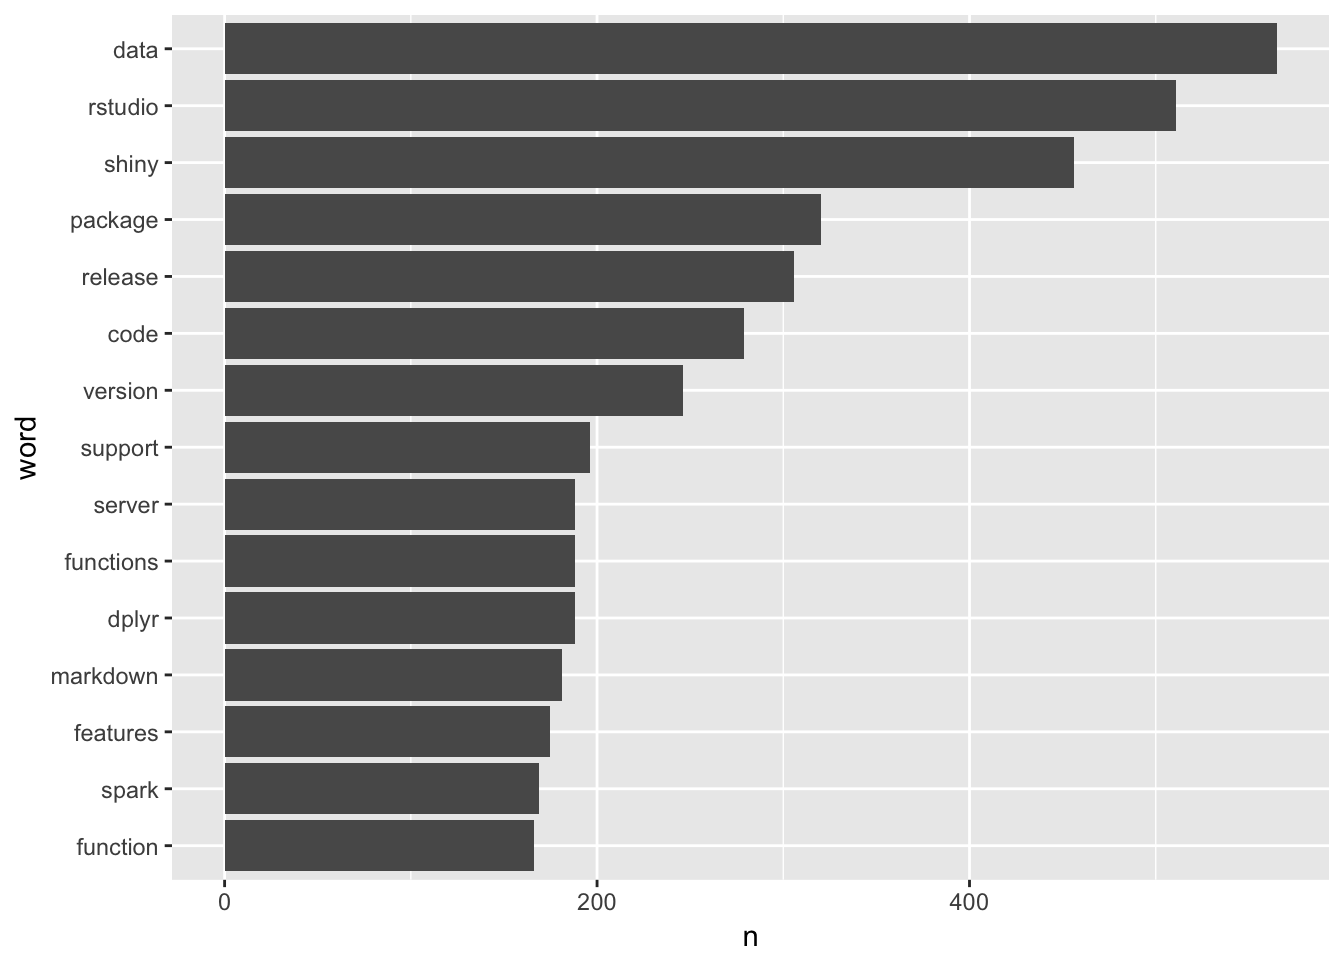 data
rstudio
shiny
package
release
code
version
support
server
functions
dplyr
markdown
features
spark
function
word
0 200 400
n